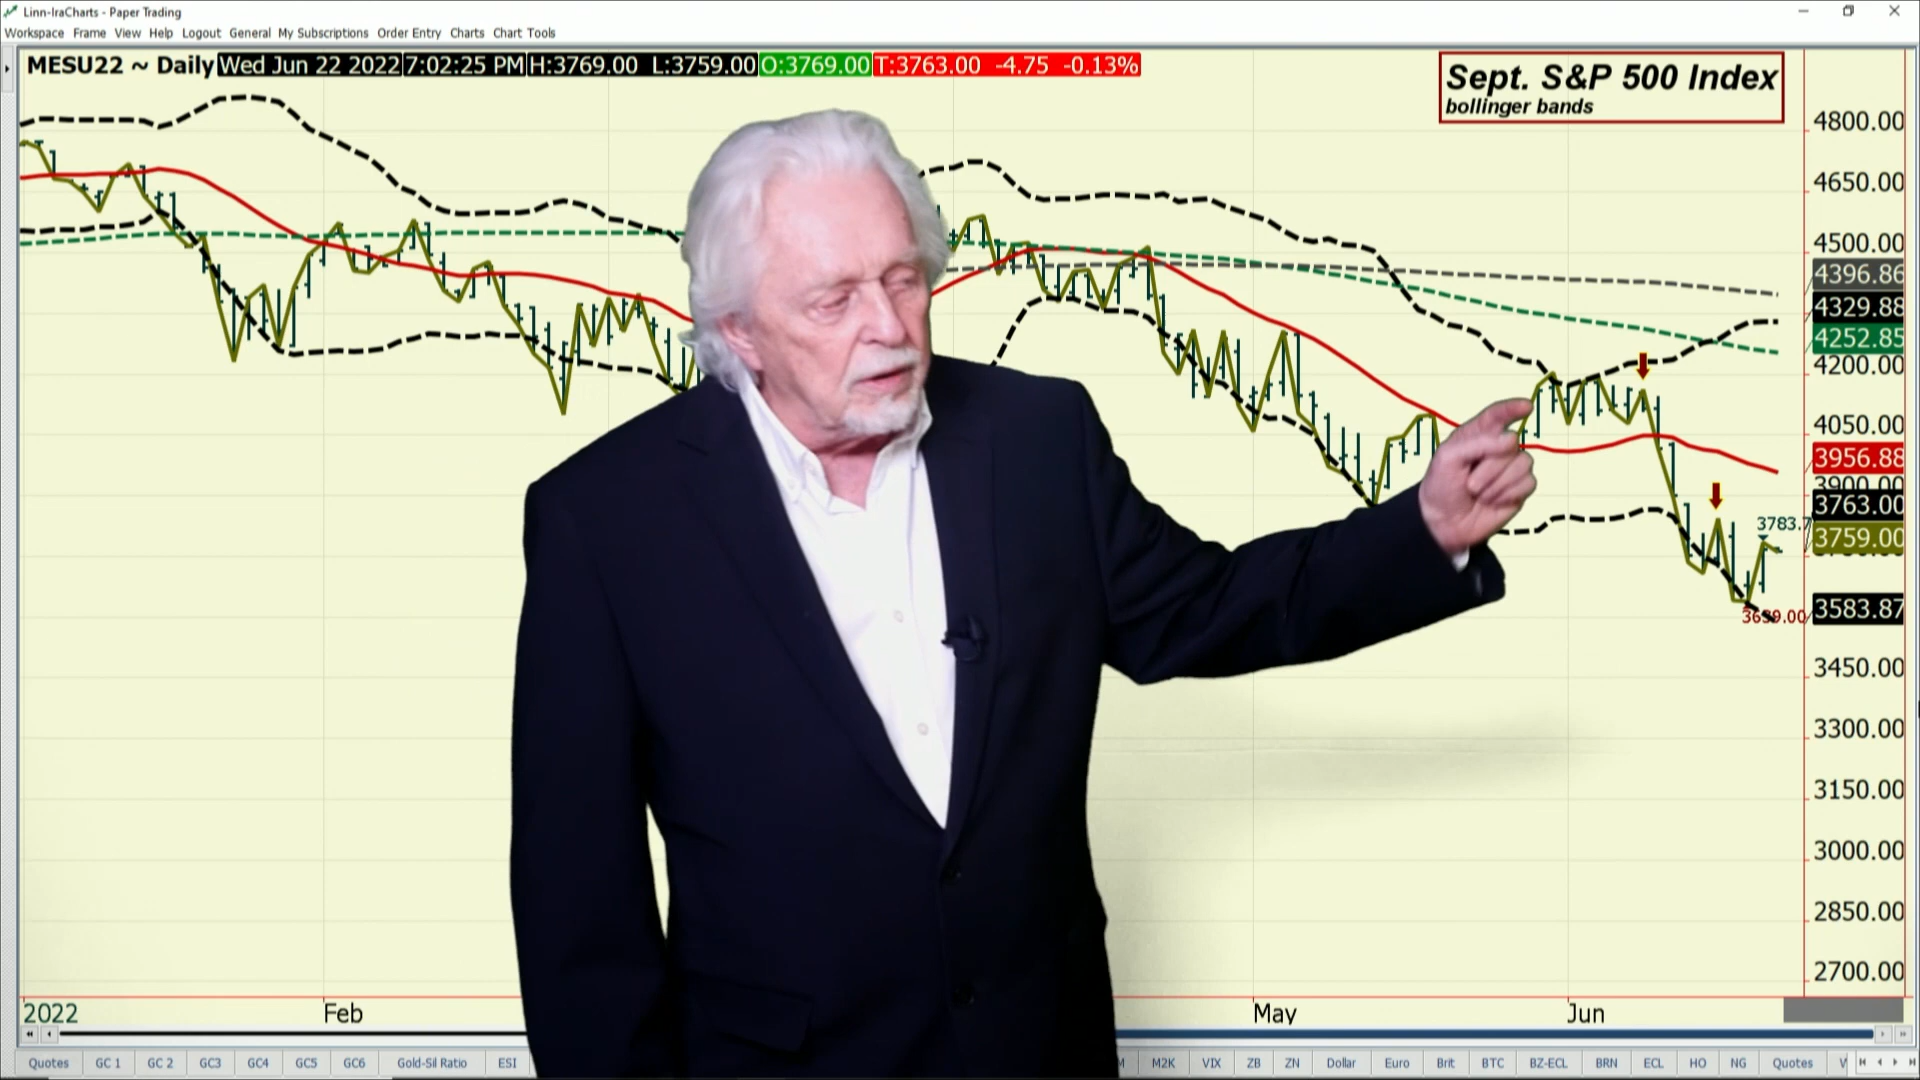 Linn-IraCharts - Paper Trading
Workspace Frame View Help Logout General My Subscriptions Order Entry Charts Chart Tools
MESU22 ~ Daily Wed Jun 22 2022 7:02:25 PM H:3769.00 L:3759.00 O:3769.00 T:3763.00 -4.75 -0.13%
Sept. S&P 500 Index
bollinger bands
4800.00
4650.00
4500.00
4396.86
4329.88
4252.85
4200.00
4050.00
3956.88
3900.00
3763.00
3783.7
3759.00
3583.87
3450.00
3300.00
3150.00
3000.00
2850.00
2700.00
2022 Feb May Jun
Quotes GC 1 GC 2 GC3 GC4 GC5 GC6 Gold-Sil Ratio ESI M2K VIX ZB ZN Dollar Euro Brit BTC BZ-ECL BRN ECL HO NG Quotes